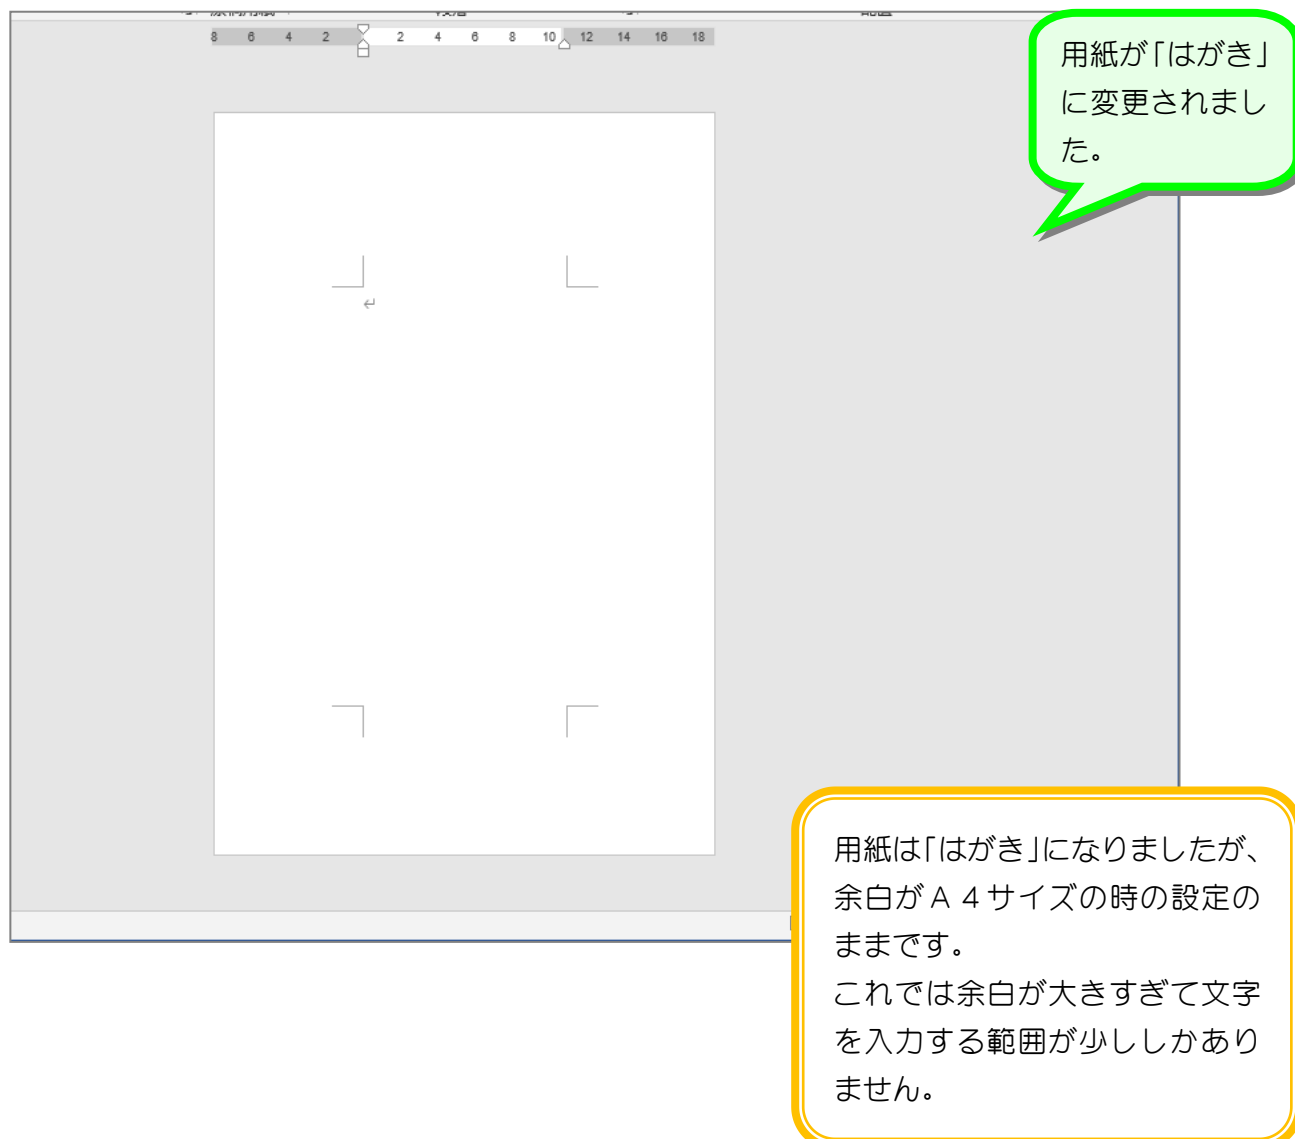 8 6 4 2 2 4 6 8 10 12 14 16 18
用紙が「はがき」
に変更されまし
た。
用紙は「はがき」になりましたが、
余白がＡ４サイズの時の設定の
ままです。
これでは余白が大きすぎて文字
を入力する範囲が少ししかあり
ません。